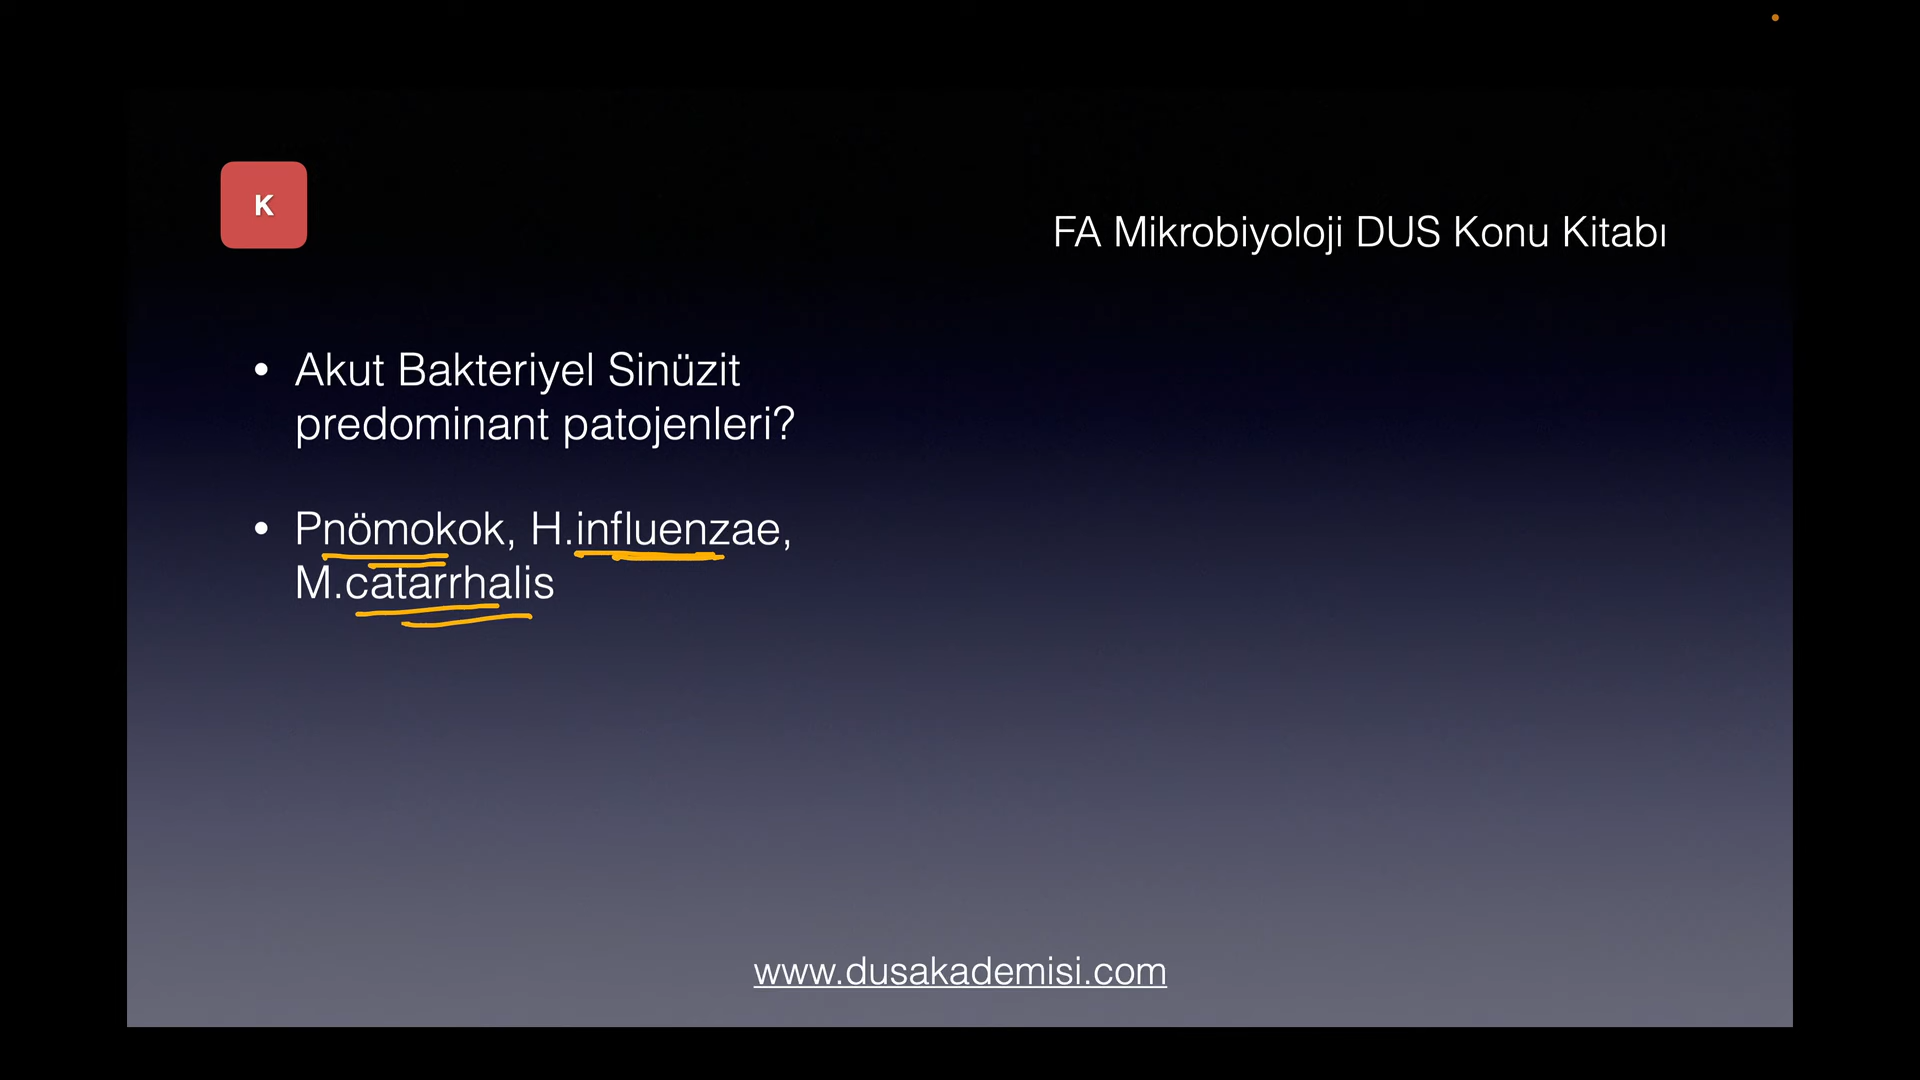 K
FA Mikrobiyoloji DUS Konu Kitabı
• Akut Bakteriyel Sinüzit
predominant patojenleri?
• Pnömokok, H.influenzae,
M.catarrhalis
www.dusakademisi.com